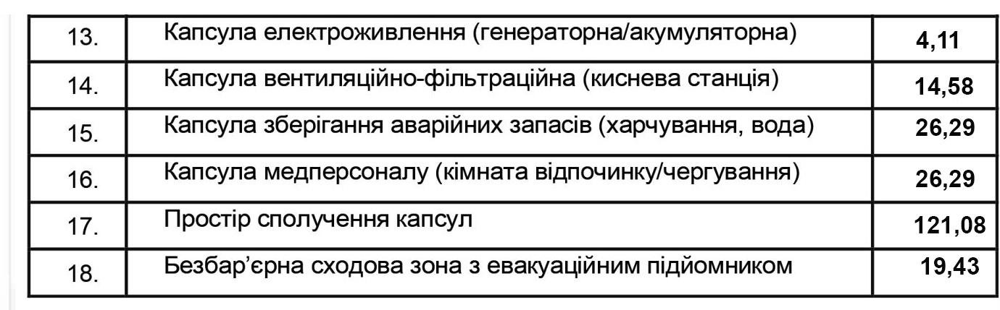 13. Капсула електроживлення (генераторна/акумуляторна) 4,11
14. Капсула вентиляційно-фільтраційна (киснева станція) 14,58
15. Капсула зберігання аварійних запасів (харчування, вода) 26,29
16. Капсула медперсоналу (кімната відпочинку/чергування) 26,29
17. Простір сполучення капсул 121,08
18. Безбар’єрна сходова зона з евакуаційним підйомником 19,43